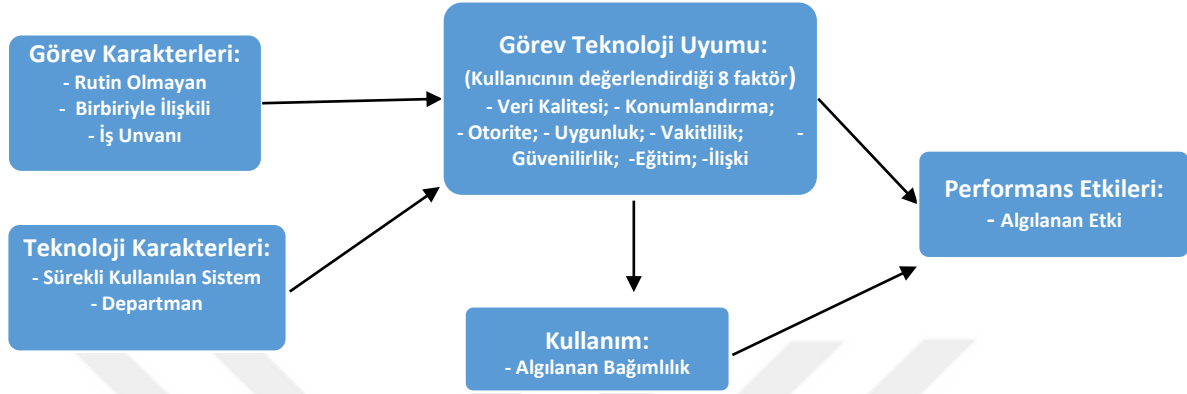 Görev Karakterleri:
- Rutin Olmayan
- Birbiriyle İlişkili
- İş Unvanı
Görev Teknoloji Uyumu:
(Kullanıcının değerlendirdiği 8 faktör)
- Veri Kalitesi; - Konumlandırma;
- Otorite; - Uygunluk; - Vakitlilik; -
Güvenilirlik; -Eğitim; -İlişki
Teknoloji Karakterleri:
- Sürekli Kullanılan Sistem
- Departman
Performans Etkileri:
- Algılanan Etki
Kullanım:
- Algılanan Bağımlılık